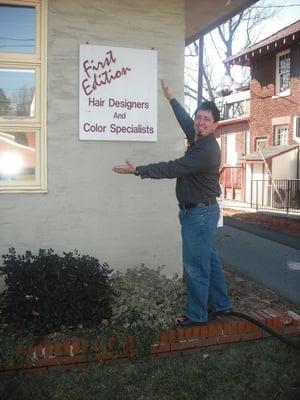 First
Edition
Hair Designers
And
Color Specialists